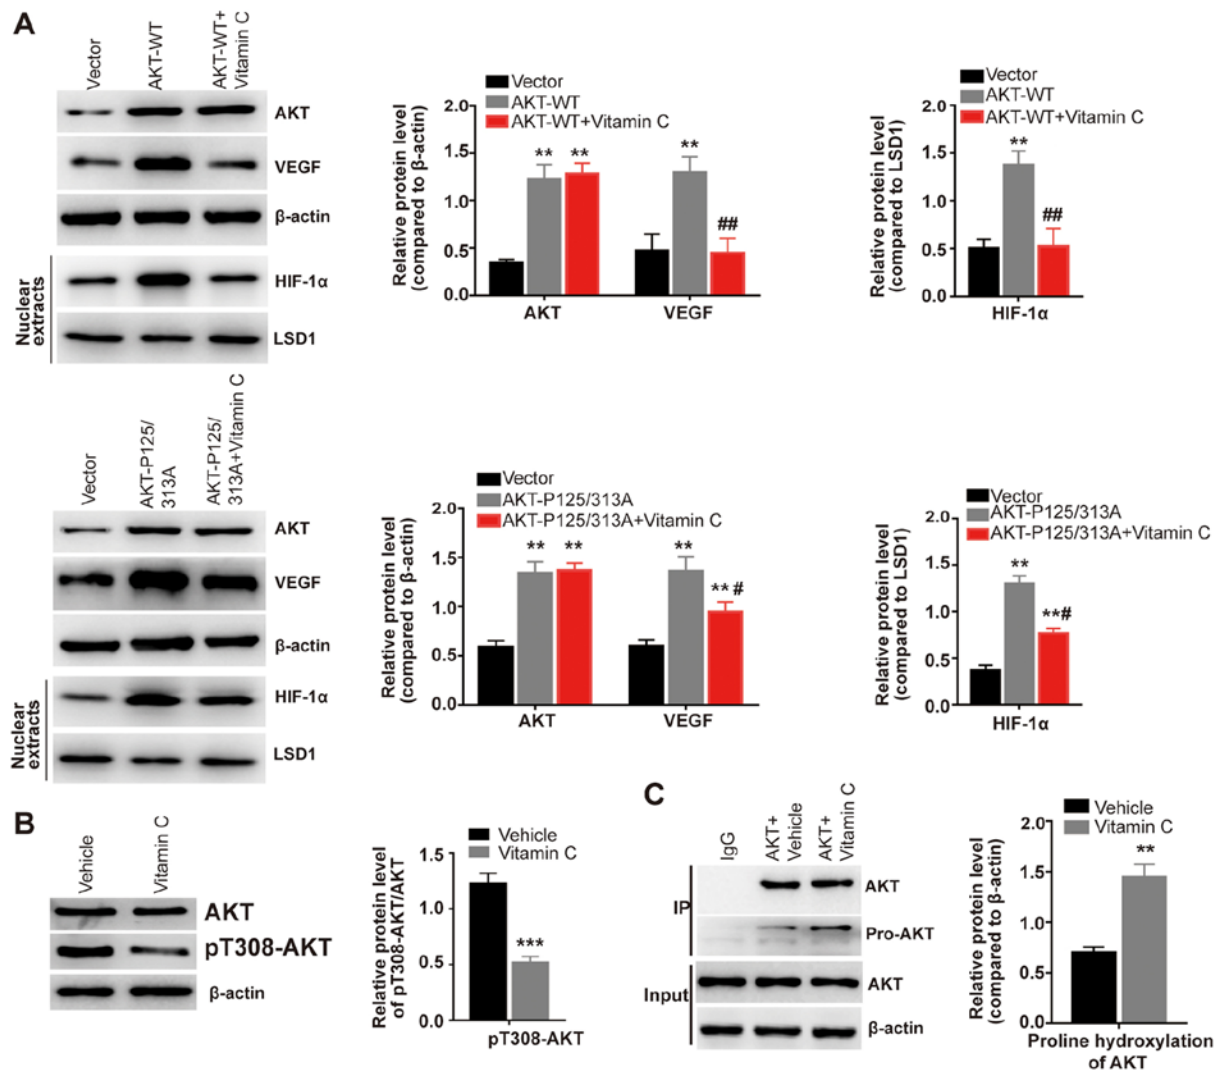 A
Vector
AKT-WT
AKT-WT+
Vitamin C
AKT
VEGF
β-actin
HIF-1α
LSD1
Nuclear
extracts
Vector
AKT-WT
AKT-WT+Vitamin C
Relative protein level
(compared to β-actin)
2.0
1.5
1.0
0.5
0.0
** **
**
##
AKT
VEGF
Vector
AKT-WT
AKT-WT+Vitamin C
Relative protein level
(compared to LSD1)
2.0
1.5
1.0
0.5
0.0
**
##
HIF-1α
Vector
AKT-P125/
313A
AKT-P125/
313A+Vitamin C
AKT
VEGF
β-actin
HIF-1α
LSD1
Nuclear
extracts
Vector
AKT-P125/313A
AKT-P125/313A+Vitamin C
Relative protein level
(compared to β-actin)
2.0
1.5
1.0
0.5
0.0
** **
**
** #
AKT
VEGF
Vector
AKT-P125/313A
AKT-P125/313A+Vitamin C
Relative protein level
(compared to LSD1)
2.0
1.5
1.0
0.5
0.0
**
**#
HIF-1α
B
Vehicle
Vitamin C
AKT
pT308-AKT
β-actin
Vehicle
Vitamin C
Relative protein level
of pT308-AKT/AKT
1.5
1.0
0.5
0.0
***
pT308-AKT
C
IgG
AKT+
Vehicle
AKT+
Vitamin C
IP
AKT
Pro-AKT
Input
AKT
β-actin
Vehicle
Vitamin C
Relative protein level
(compared to β-actin)
2.0
1.5
1.0
0.5
0.0
**
Proline hydroxylation
of AKT